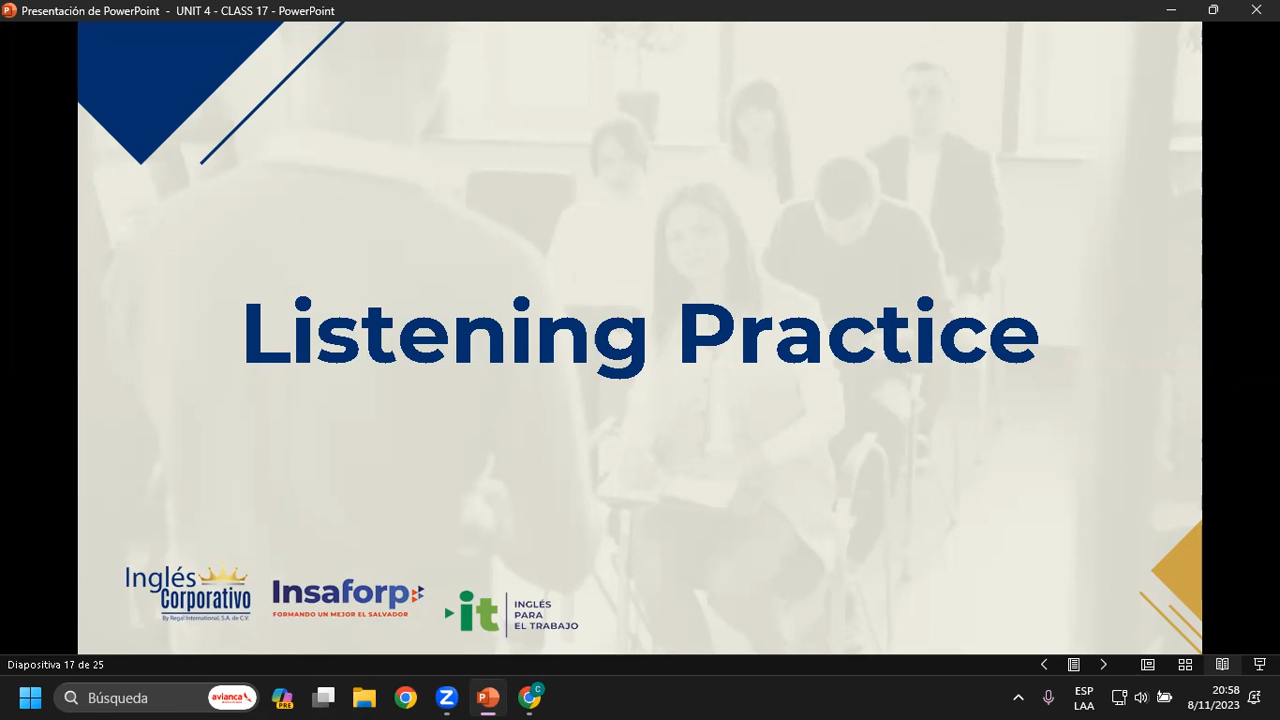 Presentación de PowerPoint - UNIT 4 - CLASS 17 - PowerPoint
Listening Practice
Inglés
Corporativo
By Regal International, S.A. de C.V.
Insaforp
FORMANDO UN MEJOR EL SALVADOR
it
INGLÉS
PARA
EL TRABAJO
Diapositiva 17 de 25
Búsqueda
avianca
PRE
Z
P
C
ESP
LAA
20:58
8/11/2023